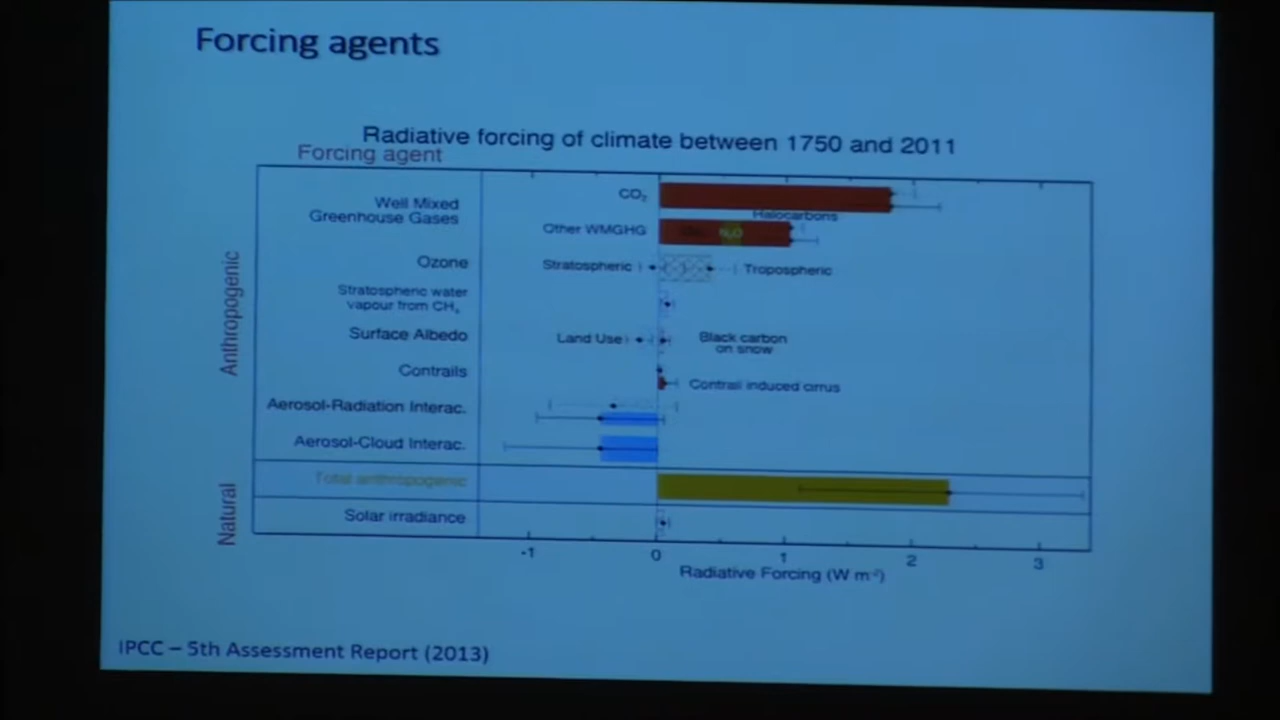 Forcing agents
Radiative forcing of climate between 1750 and 2011
Forcing agent
Anthropogenic
Natural
Well Mixed
Greenhouse Gases
CO₂
Other WMGHG
Halocarbons
N₂O
Ozone
Stratospheric
Tropospheric
Stratospheric water
vapour from CH₄
Surface Albedo
Land Use
Black carbon
on snow
Contrails
Contrail induced cirrus
Aerosol-Radiation Interac.
Aerosol-Cloud Interac.
Total anthropogenic
Solar irradiance
-1 0 1 2 3
Radiative Forcing (W m⁻²)
IPCC – 5th Assessment Report (2013)